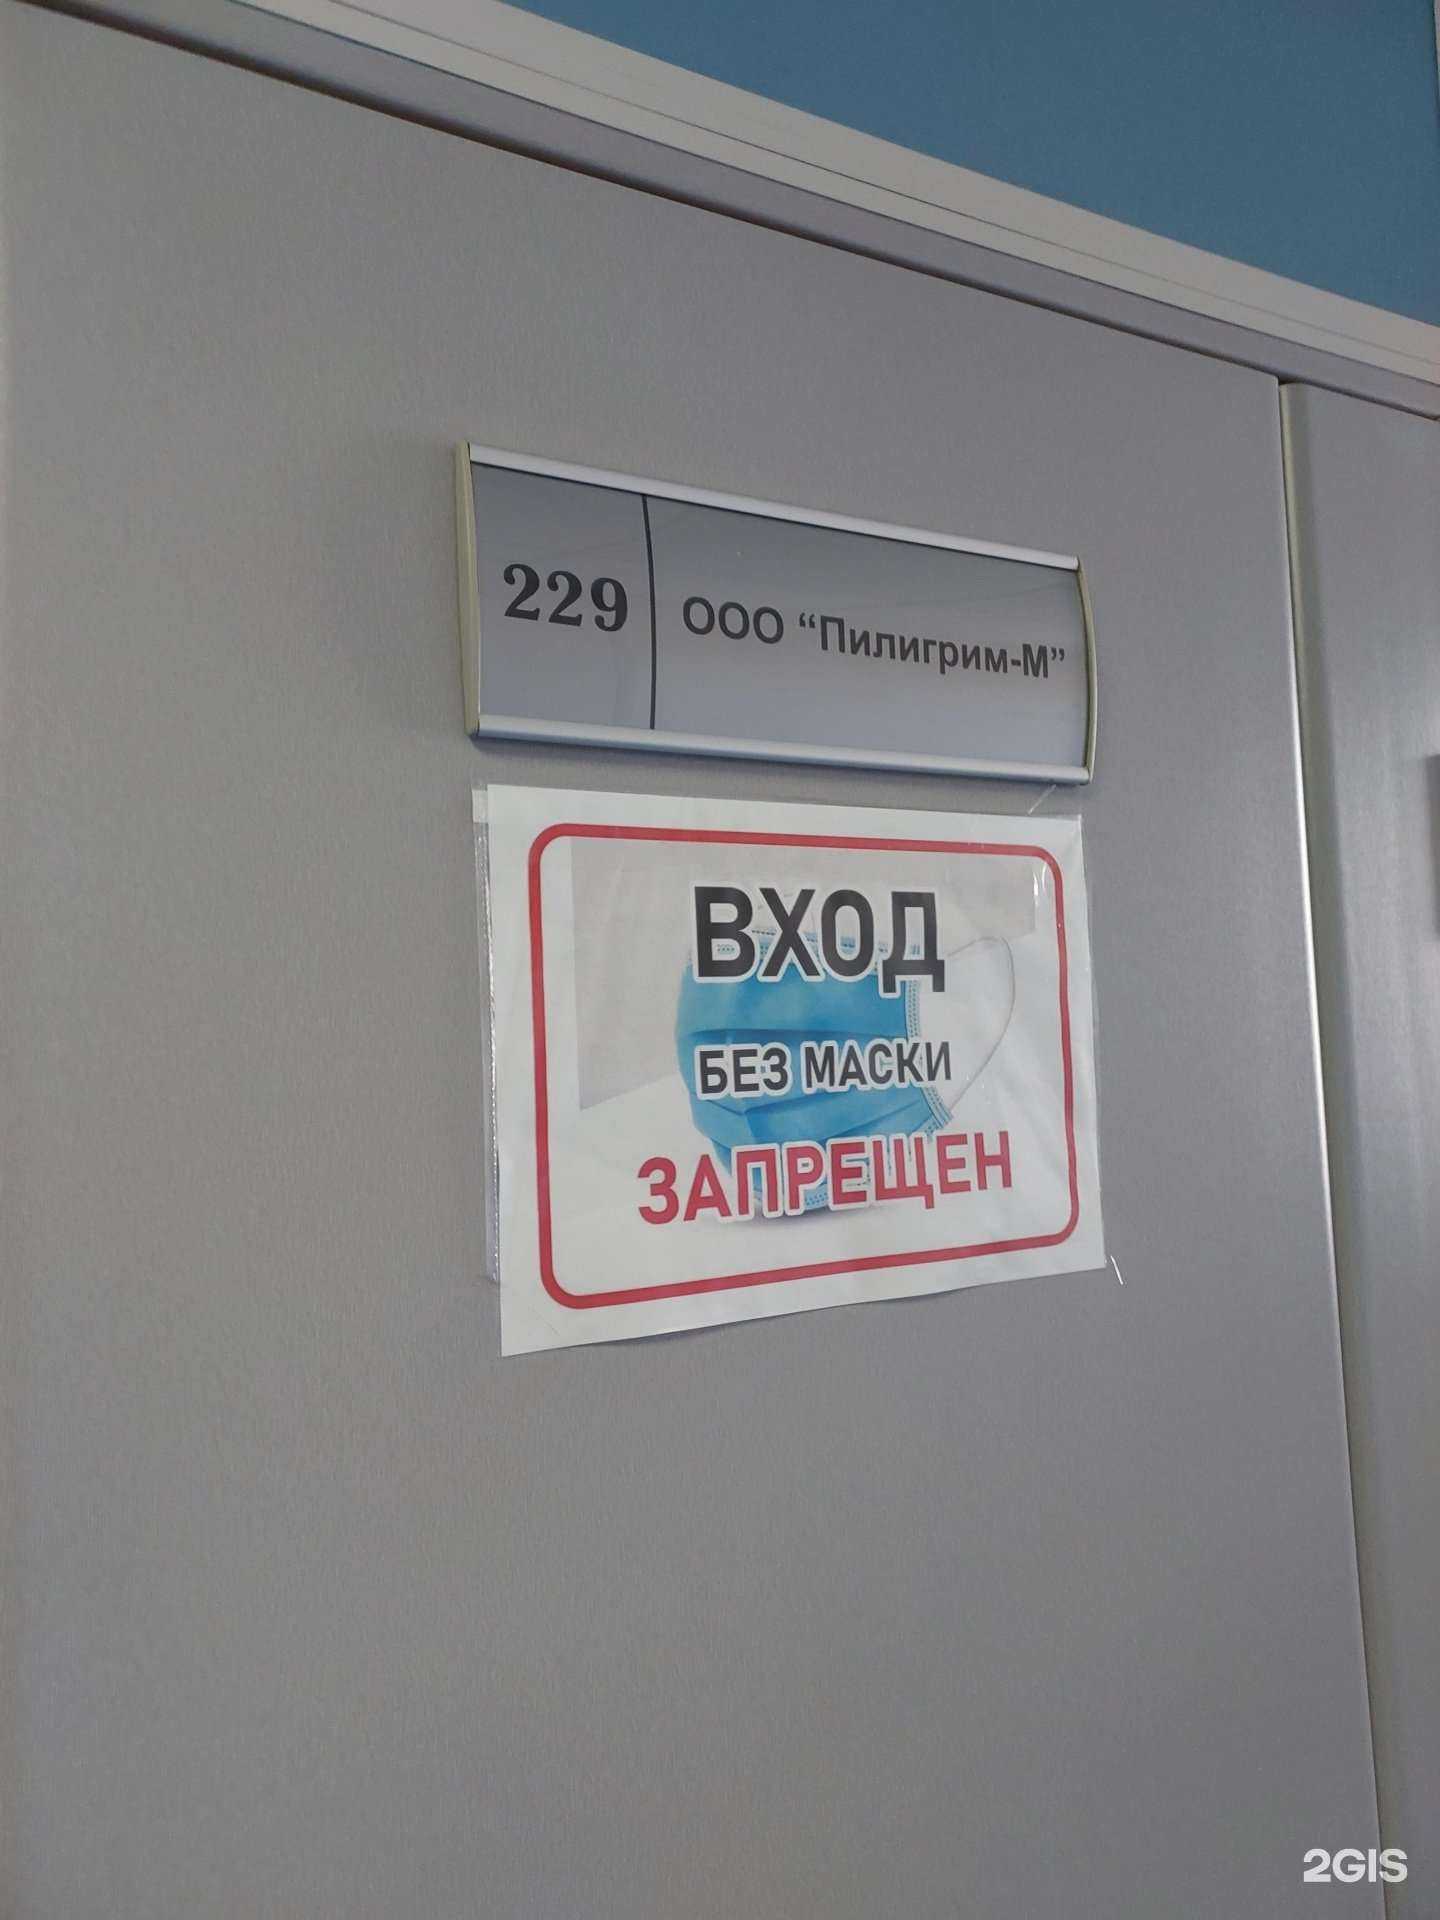 229
ООО “Пилигрим-М”
ВХОД
БЕЗ МАСКИ
ЗАПРЕЩЕН
2GIS